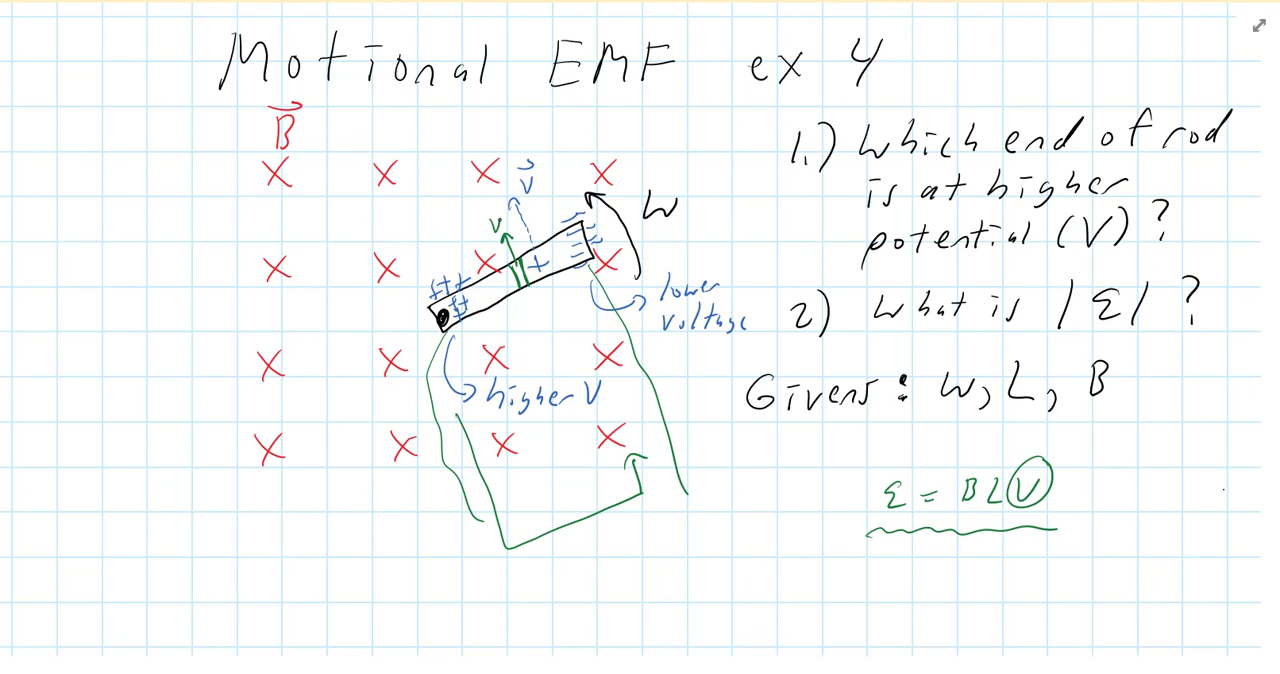 Motional EMF ex 4
B
1.) Which end of rod
is at higher
potential (V) ?
2) What is |ε| ?
Givens : ω, L, B
ε = BLV
V
V
ω
+
+++
++
lower
voltage
higher V
X X X X
X X X X
X X X X
X X X X